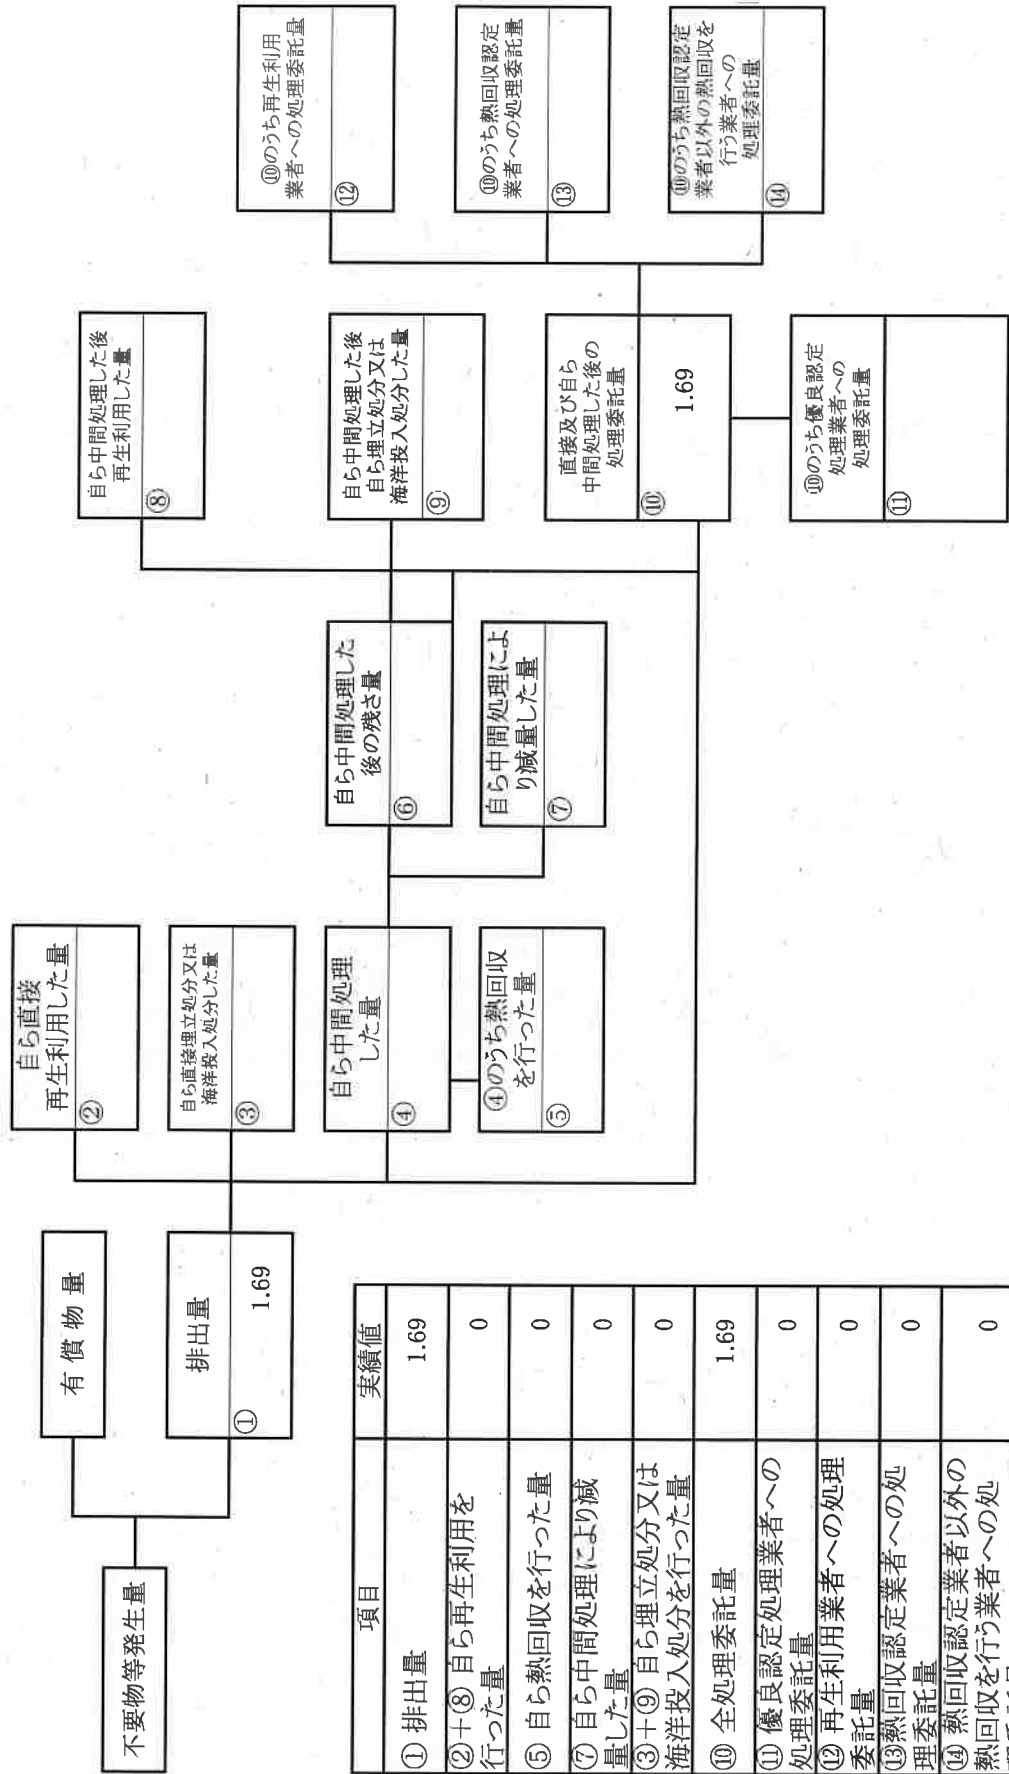 不要物等発生量
有償物量
排出量
①
1.69
自ら直接
再生利用した量
②
自ら直接埋立処分又は
海洋投入処分した量
③
自ら中間処理
した量
④
④のうち熱回収
を行った量
⑤
自ら中間処理した
後の残さ量
⑥
自ら中間処理によ
り減量した量
⑦
自ら中間処理した後
再生利用した量
⑧
自ら中間処理した後
自ら埋立処分又は
海洋投入処分した量
⑨
直接及び自ら
中間処理した後の
処理委託量
⑩
1.69
⑩のうち優良認定
処理業者への
処理委託量
⑪
⑩のうち再生利用
業者への処理委託量
⑫
⑩のうち熱回収認定
業者への処理委託量
⑬
⑩のうち熱回収認定
業者以外の熱回収を
行う業者への
処理委託量
⑭
項目 実績値
① 排出量 1.69
②+⑧ 自ら再生利用を
行った量 0
⑤ 自ら熱回収を行った量 0
⑦ 自ら中間処理により減
量した量 0
③+⑨ 自ら埋立処分又は
海洋投入処分を行った量 0
⑩ 全処理委託量 1.69
⑪ 優良認定処理業者への
処理委託量 0
⑫ 再生利用業者への処理
委託量 0
⑬熱回収認定業者への処
理委託量 0
⑭ 熱回収認定業者以外の
熱回収を行う業者への処 0